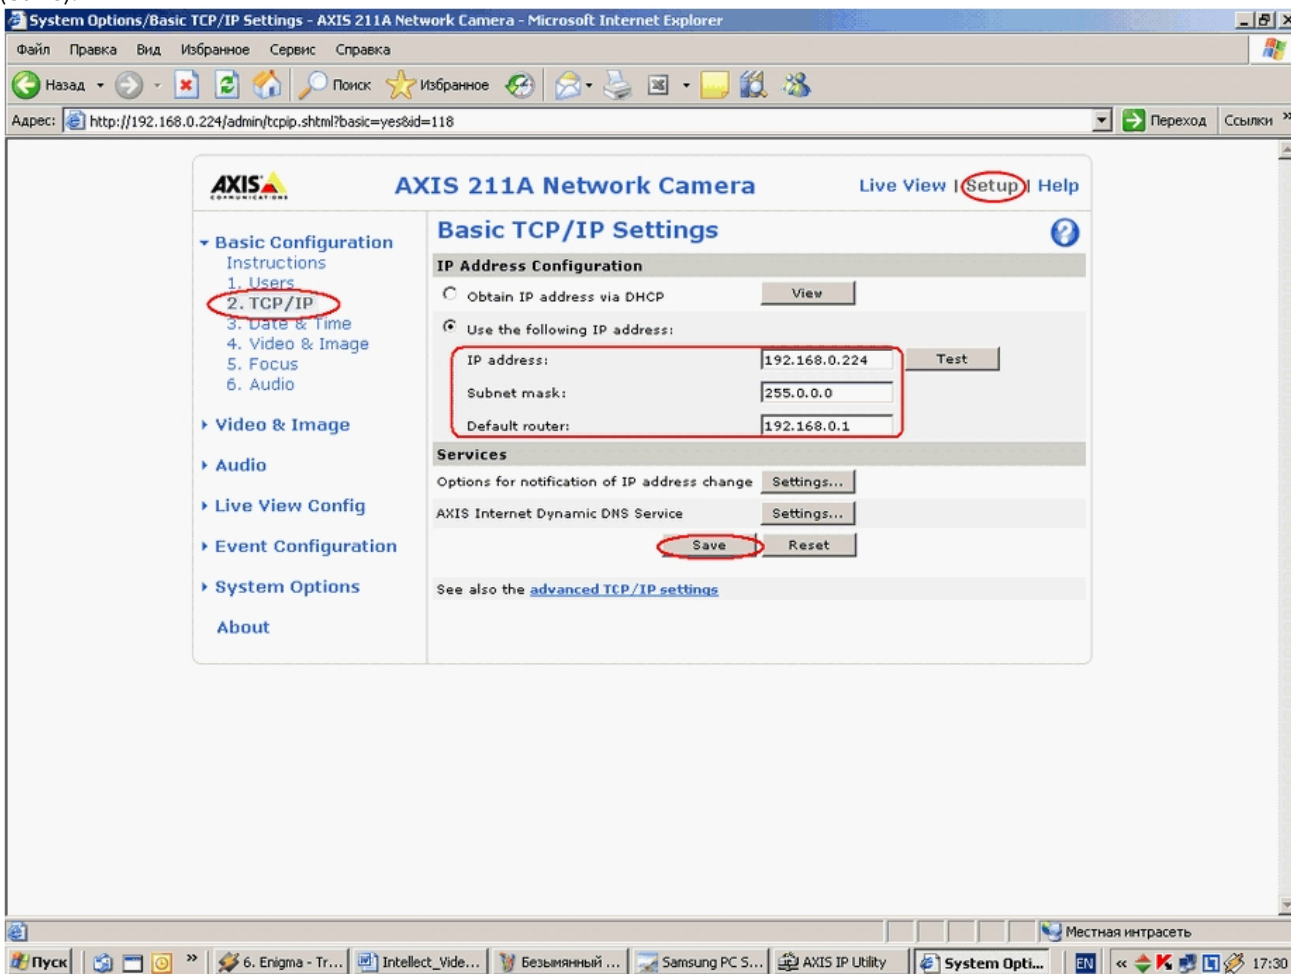 System Options/Basic TCP/IP Settings - AXIS 211A Network Camera - Microsoft Internet Explorer
Файл Правка Вид Избранное Сервис Справка
Назад Поиск Избранное
Адрес: http://192.168.0.224/admin/tcpip.shtml?basic=yes&id=118 Переход Ссылки »
AXIS COMMUNICATIONS
AXIS 211A Network Camera
Live View | Setup | Help
Basic Configuration
Instructions
1. Users
2. TCP/IP
3. Date & Time
4. Video & Image
5. Focus
6. Audio
Video & Image
Audio
Live View Config
Event Configuration
System Options
About
Basic TCP/IP Settings
IP Address Configuration
Obtain IP address via DHCP View
Use the following IP address:
IP address: 192.168.0.224 Test
Subnet mask: 255.0.0.0
Default router: 192.168.0.1
Services
Options for notification of IP address change Settings...
AXIS Internet Dynamic DNS Service Settings...
Save Reset
See also the advanced TCP/IP settings
Местная интрасеть
Пуск » 6. Enigma - Tr... Intellect_Vide... Безымянный ... Samsung PC S... AXIS IP Utility System Opti... EN « 17:30